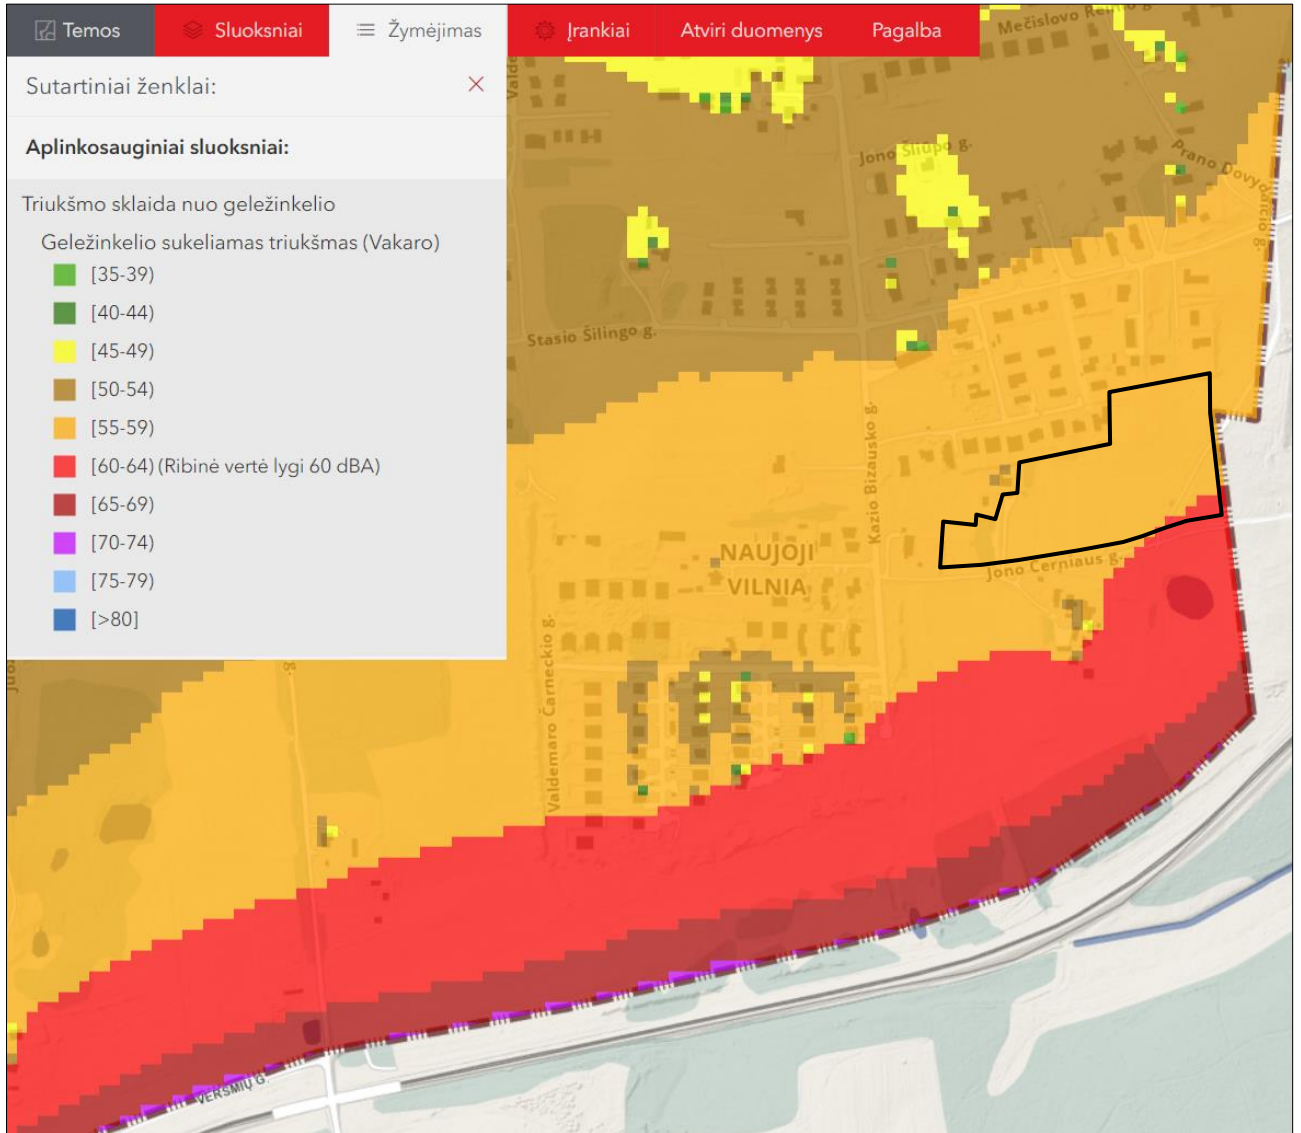 Temos
Sluoksniai
Žymėjimas
Įrankiai
Atviri duomenys
Pagalba
Sutartiniai ženklai:
Aplinkosauginiai sluoksniai:
Triukšmo sklaida nuo geležinkelio
Geležinkelio sukeliamas triukšmas (Vakaro)
[35-39)
[40-44)
[45-49)
[50-54)
[55-59)
[60-64) (Ribinė vertė lygi 60 dBA)
[65-69)
[70-74)
[75-79)
[>80]
Mečislovo
Jono Šliūpo g.
Prano
Stasio Šilingo g.
Kazio Bizausko g.
NAUJOJI
VILNIA
Jono Černiaus g.
Valdemaro Čarneckio g.
g.
VERSMIŲ G.